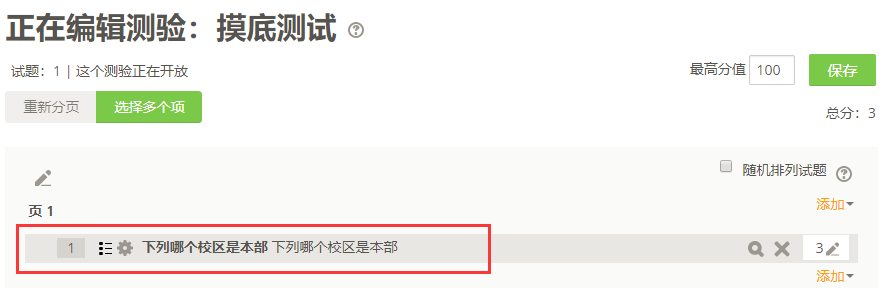 正在编辑测验：摸底测试
试题：1 | 这个测验正在开放
最高分值 100 保存
重新分页 选择多个项
总分：3
随机排列试题
页 1
添加
1 下列哪个校区是本部 下列哪个校区是本部 3
添加